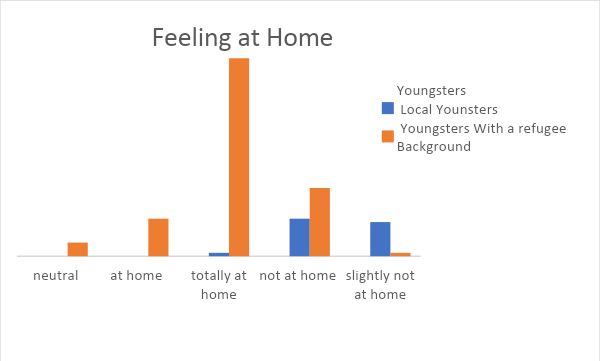 Feeling at Home
Youngsters
Local Younsters
Youngsters With a refugee
Background
neutral
at home
totally at
home
not at home
slightly not
at home